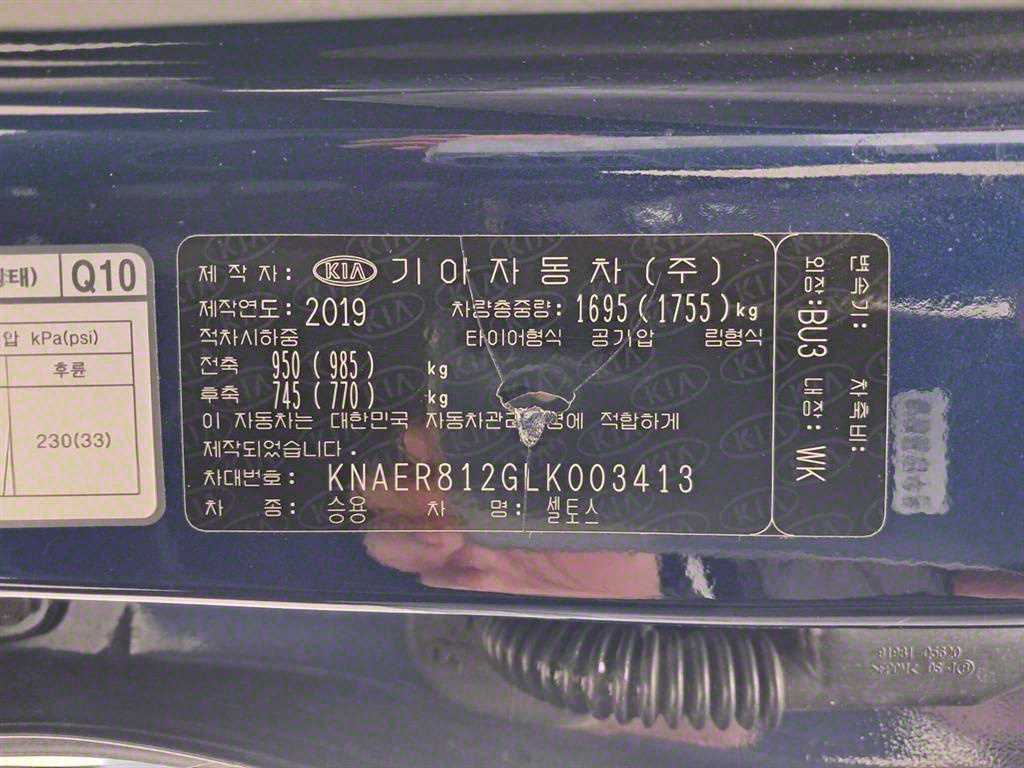 태)
Q10
압 kPa(psi)
후륜
230(33)
제작자: KIA 기아자동차(주)
제작연도: 2019 차량총중량: 1695(1755)kg
적차시하중 타이어형식 공기압 림형식
전축 950(985) kg
후축 745(770) kg
이 자동차는 대한민국 자동차관리 에 적합하게
제작되었습니다.
차대번호: KNAER812GLK003413
차 종: 승용 차 명: 셀토스
변속기: 차축비:
외장:BU3 내장: WK